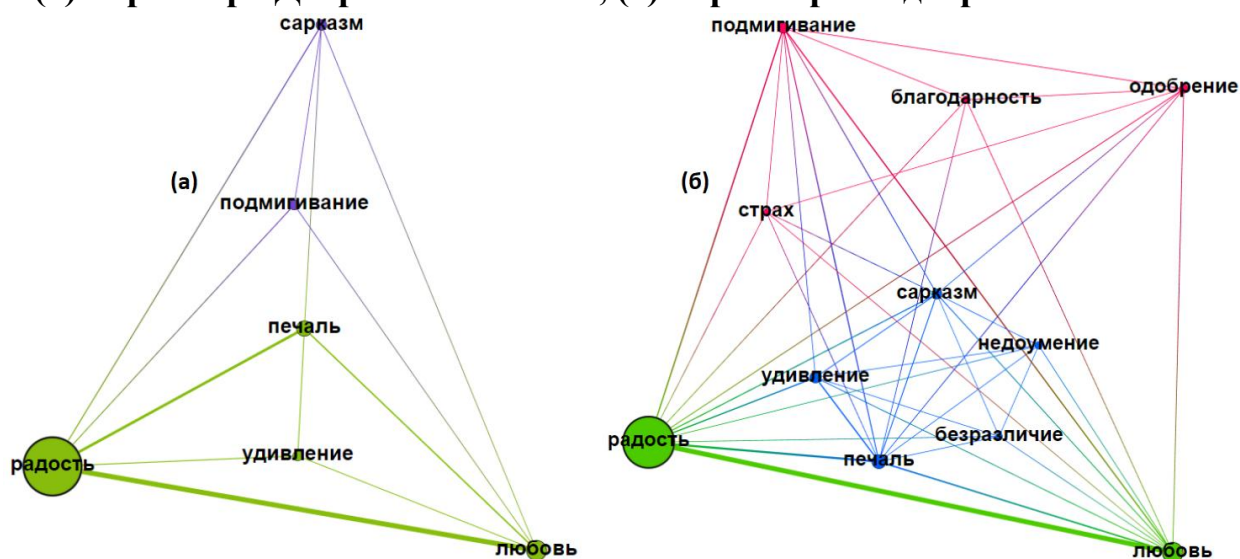 сарказм
(а)
подмигивание
печаль
радость
удивление
любовь
подмигивание
благодарность
одобрение
(б)
страх
сарказм
недоумение
удивление
радость
безразличие
печаль
любовь